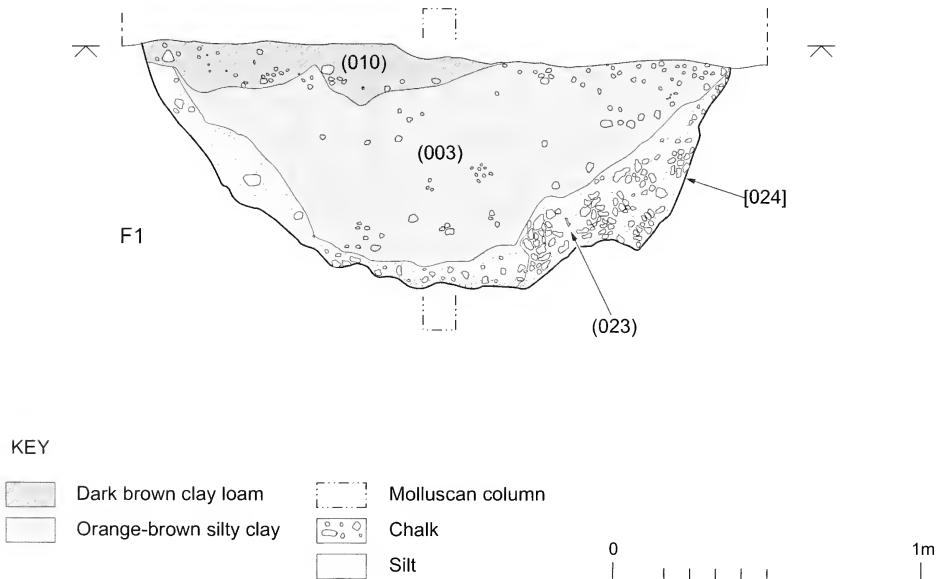 (010)
(003)
[024]
F1
(023)
KEY
Dark brown clay loam
Orange-brown silty clay
Molluscan column
Chalk
Silt
0 1m